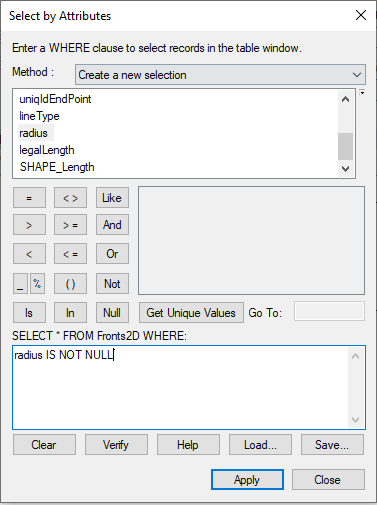 Select by Attributes
Enter a WHERE clause to select records in the table window.
Method : Create a new selection
uniqIdEndPoint
lineType
radius
legalLength
SHAPE_Length
= < > Like
> > = And
< < = Or
_ % ( ) Not
Is In Null Get Unique Values Go To:
SELECT * FROM Fronts2D WHERE:
radius IS NOT NULL
Clear Verify Help Load... Save...
Apply Close